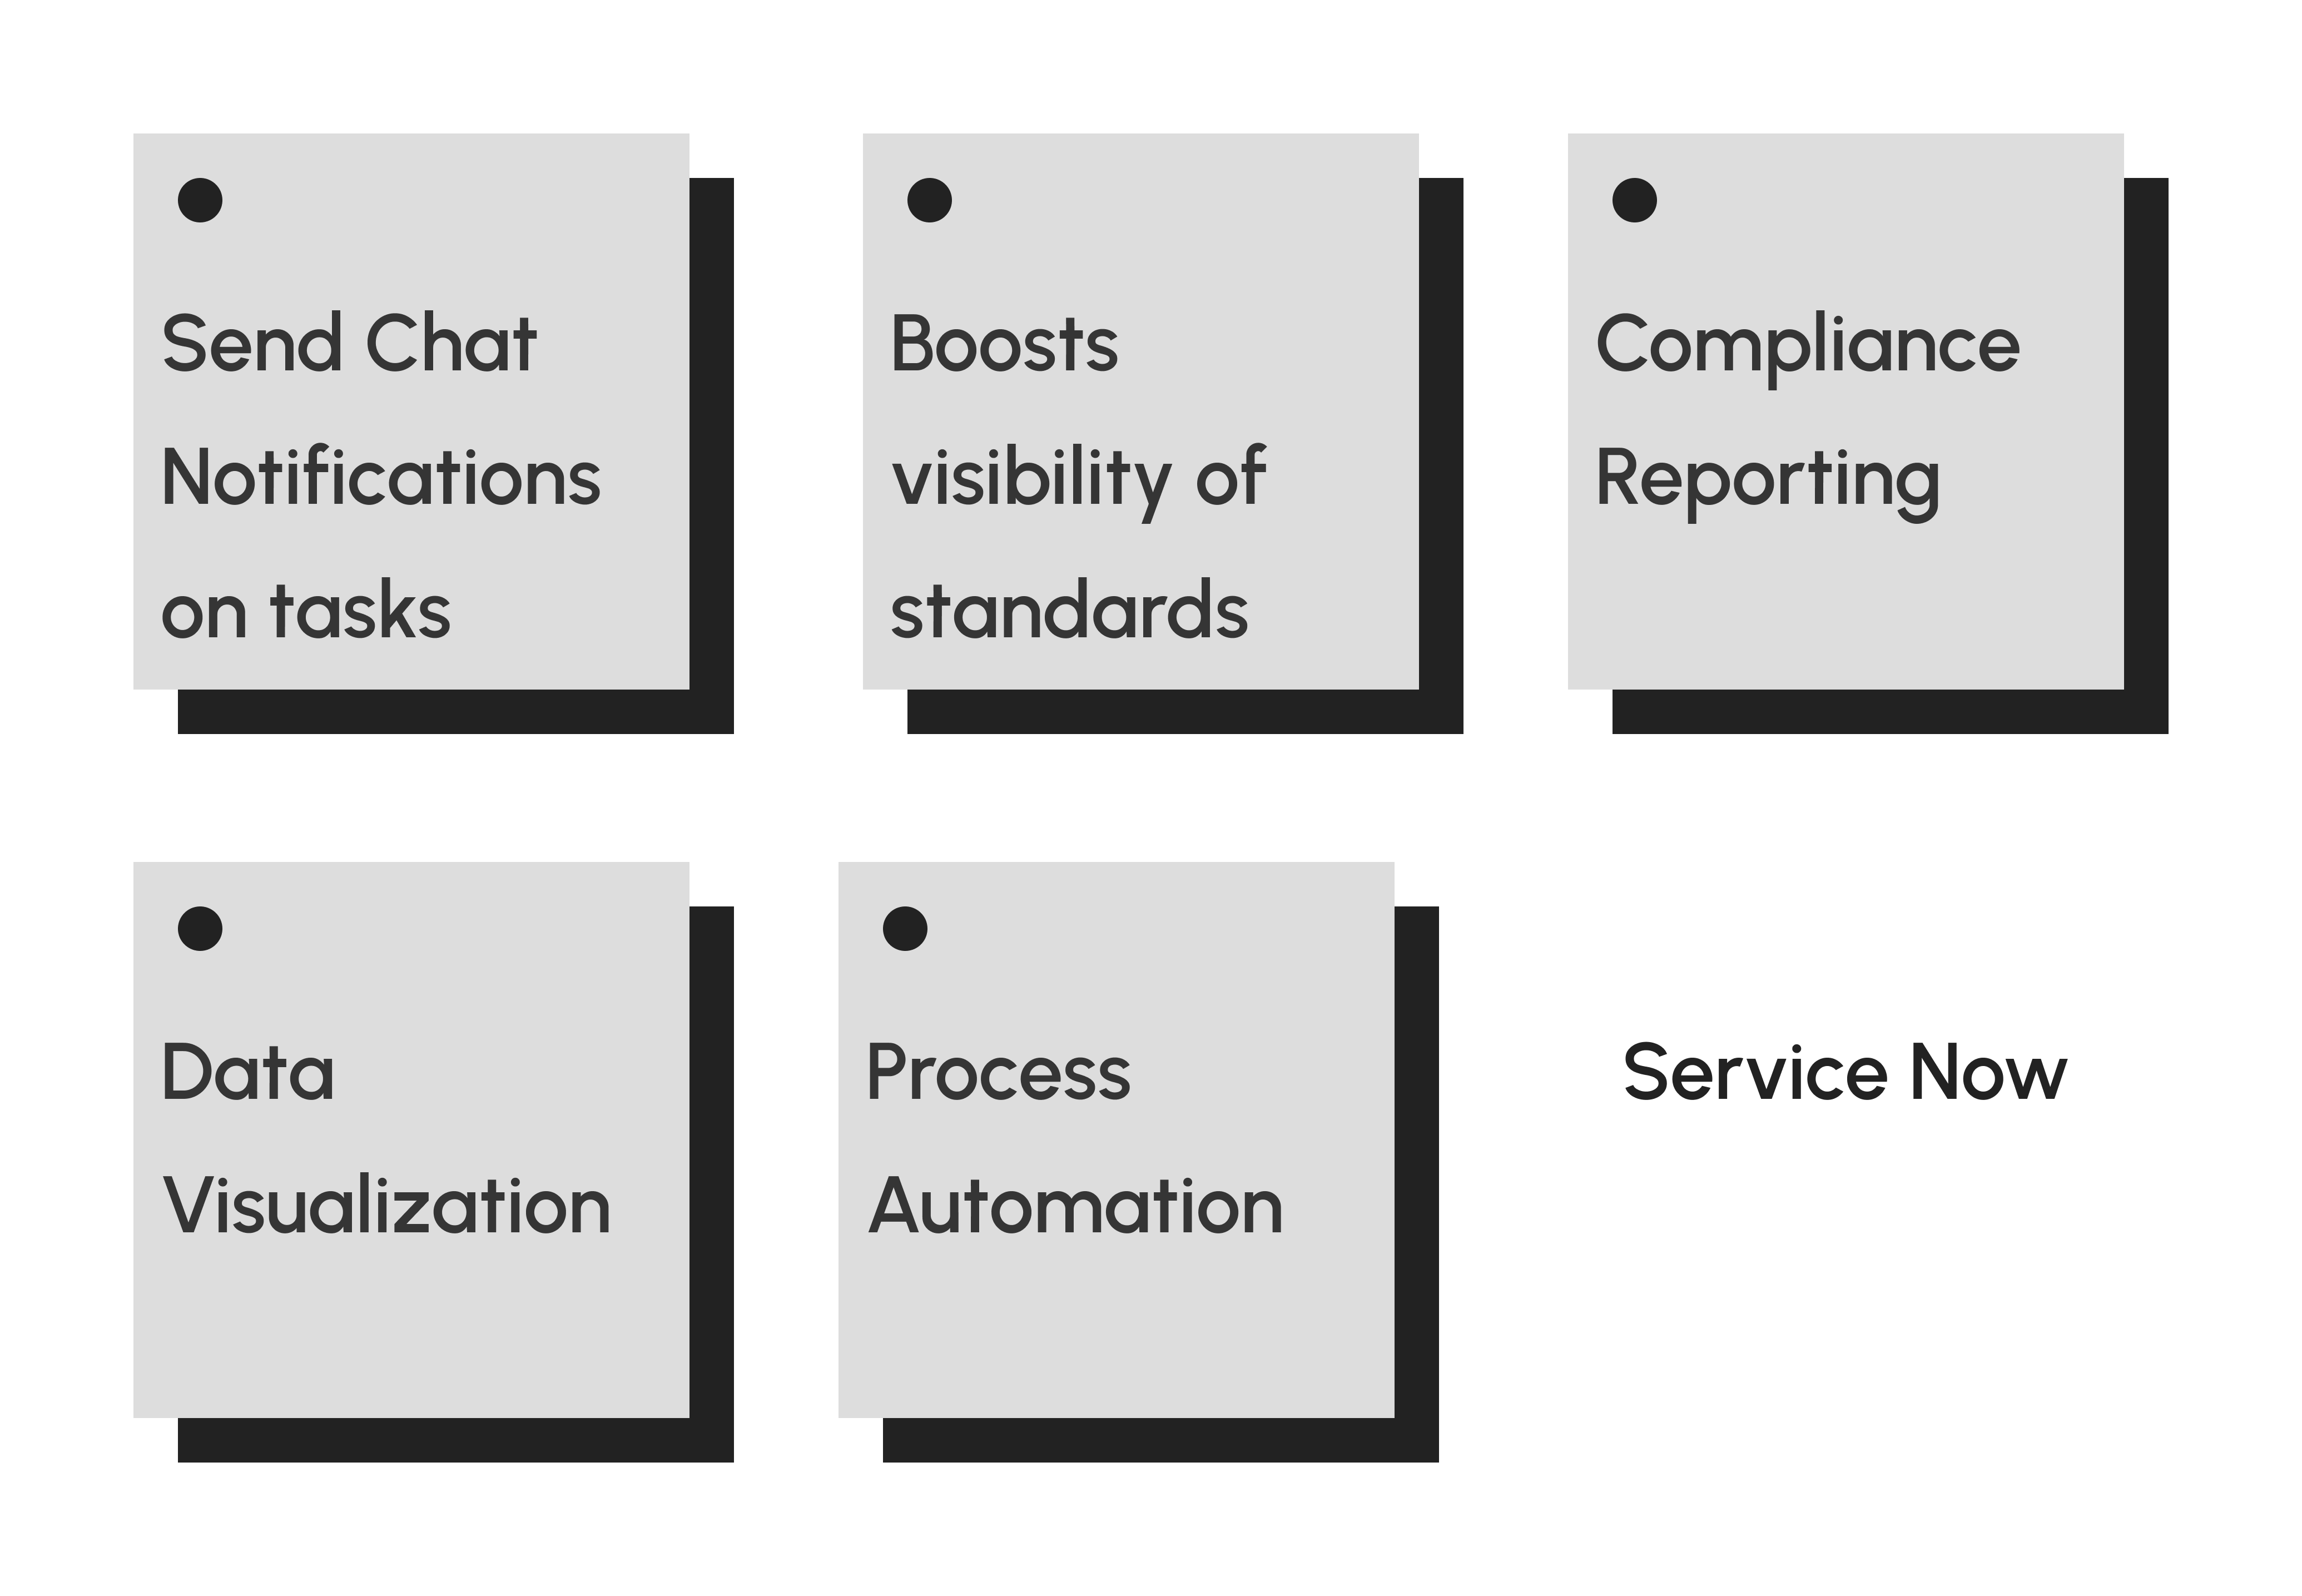 Send Chat
Notifications
on tasks
Boosts
visibility of
standards
Compliance
Reporting
Data
Visualization
Process
Automation
Service Now